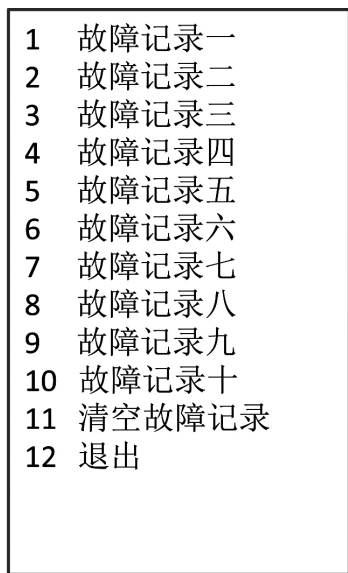 1 故障记录一
2 故障记录二
3 故障记录三
4 故障记录四
5 故障记录五
6 故障记录六
7 故障记录七
8 故障记录八
9 故障记录九
10 故障记录十
11 清空故障记录
12 退出